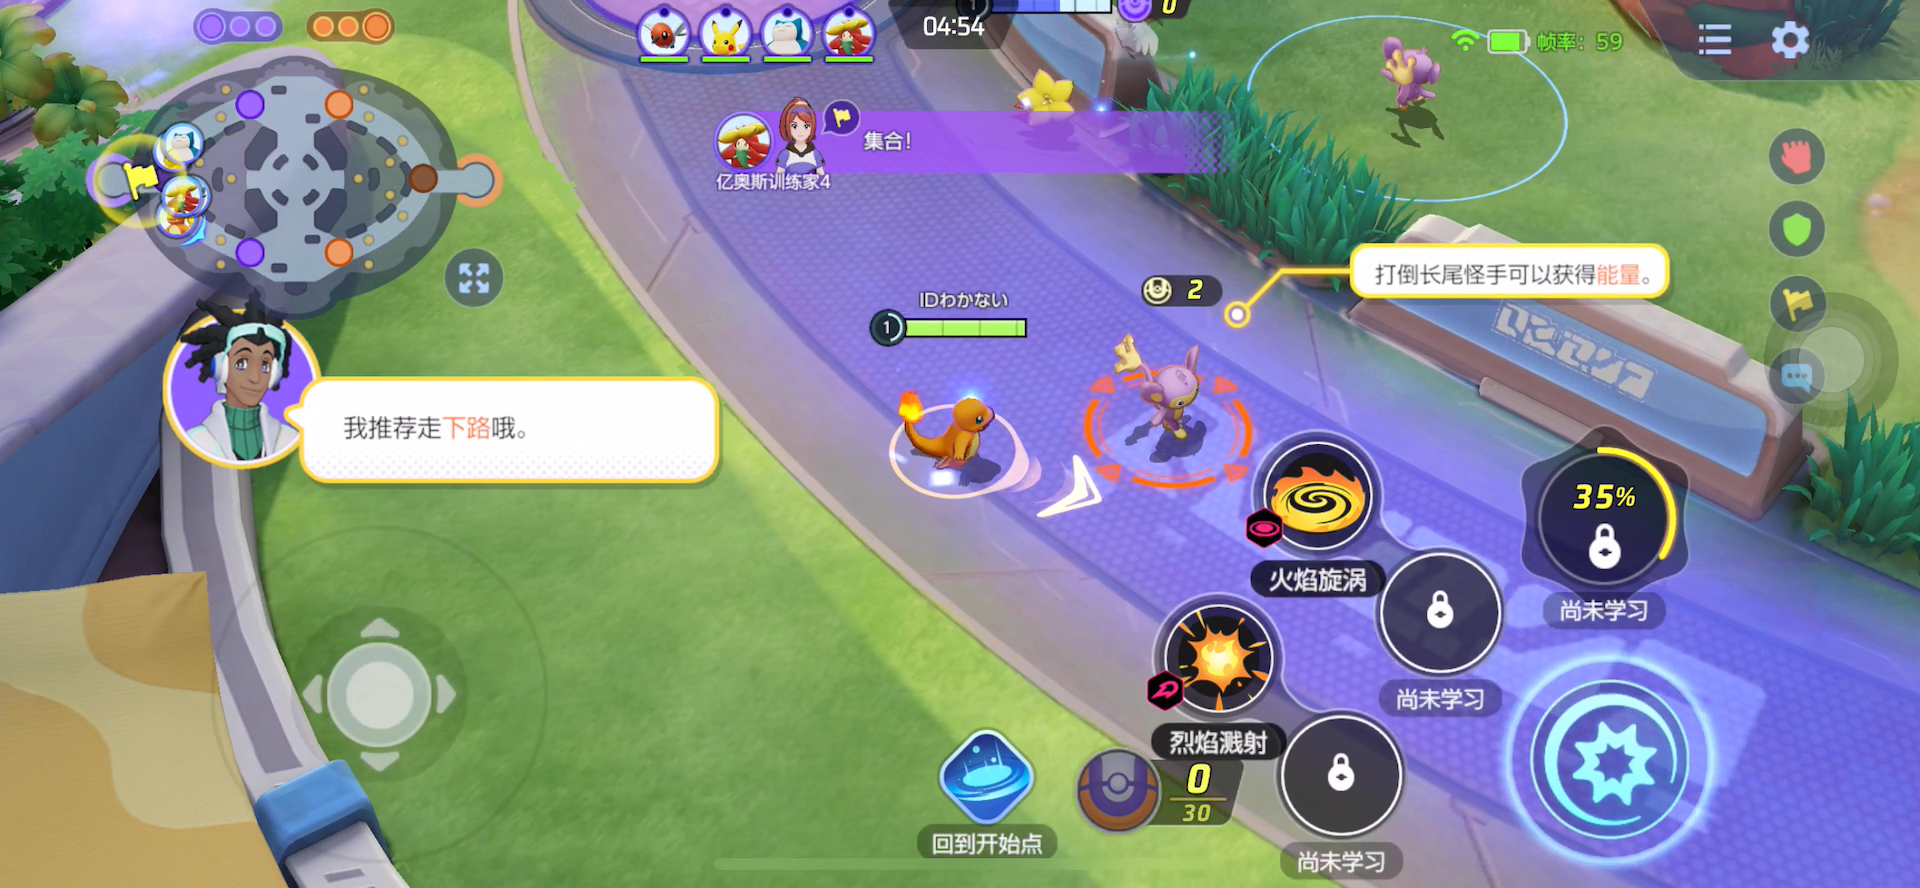 04:54
1
0
帧率：59
集合！
亿奥斯训练家4
2
打倒长尾怪手可以获得能量。
IDわかない
1
我推荐走下路哦。
35%
火焰旋涡
尚未学习
尚未学习
烈焰溅射
0
30
回到开始点
尚未学习